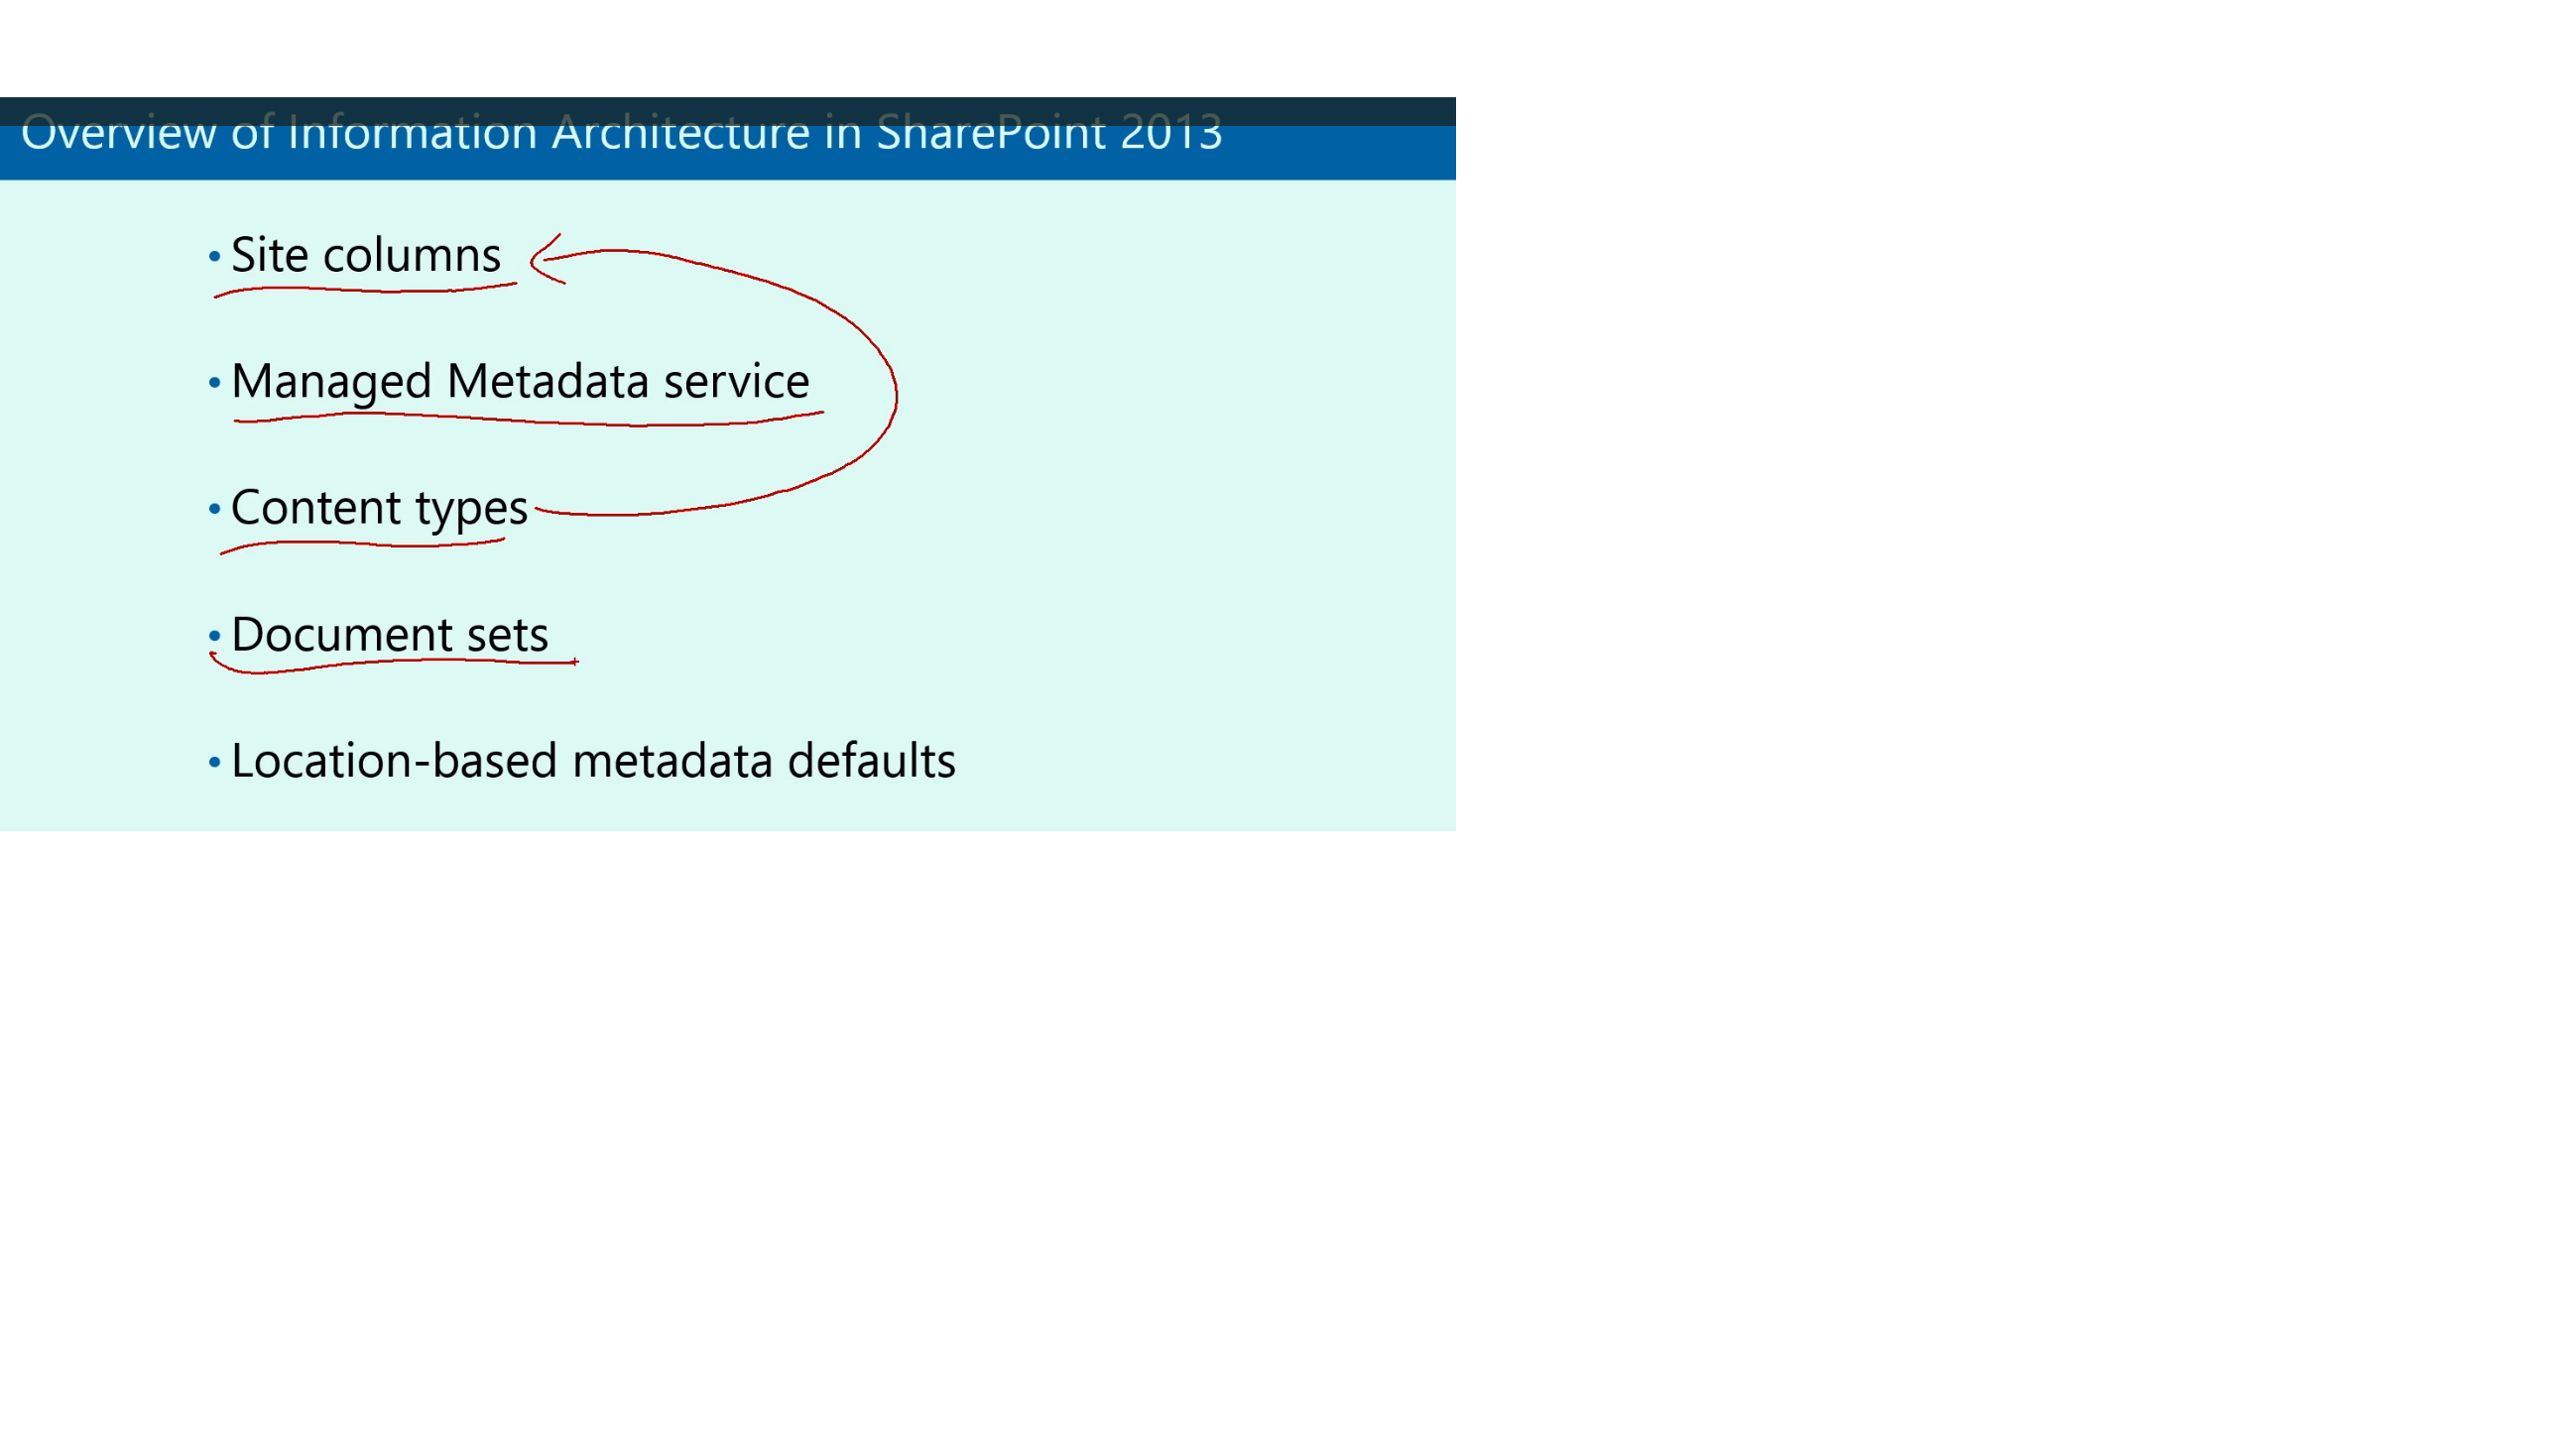 Overview of Information Architecture in SharePoint 2013
• Site columns
• Managed Metadata service
• Content types
• Document sets
• Location-based metadata defaults